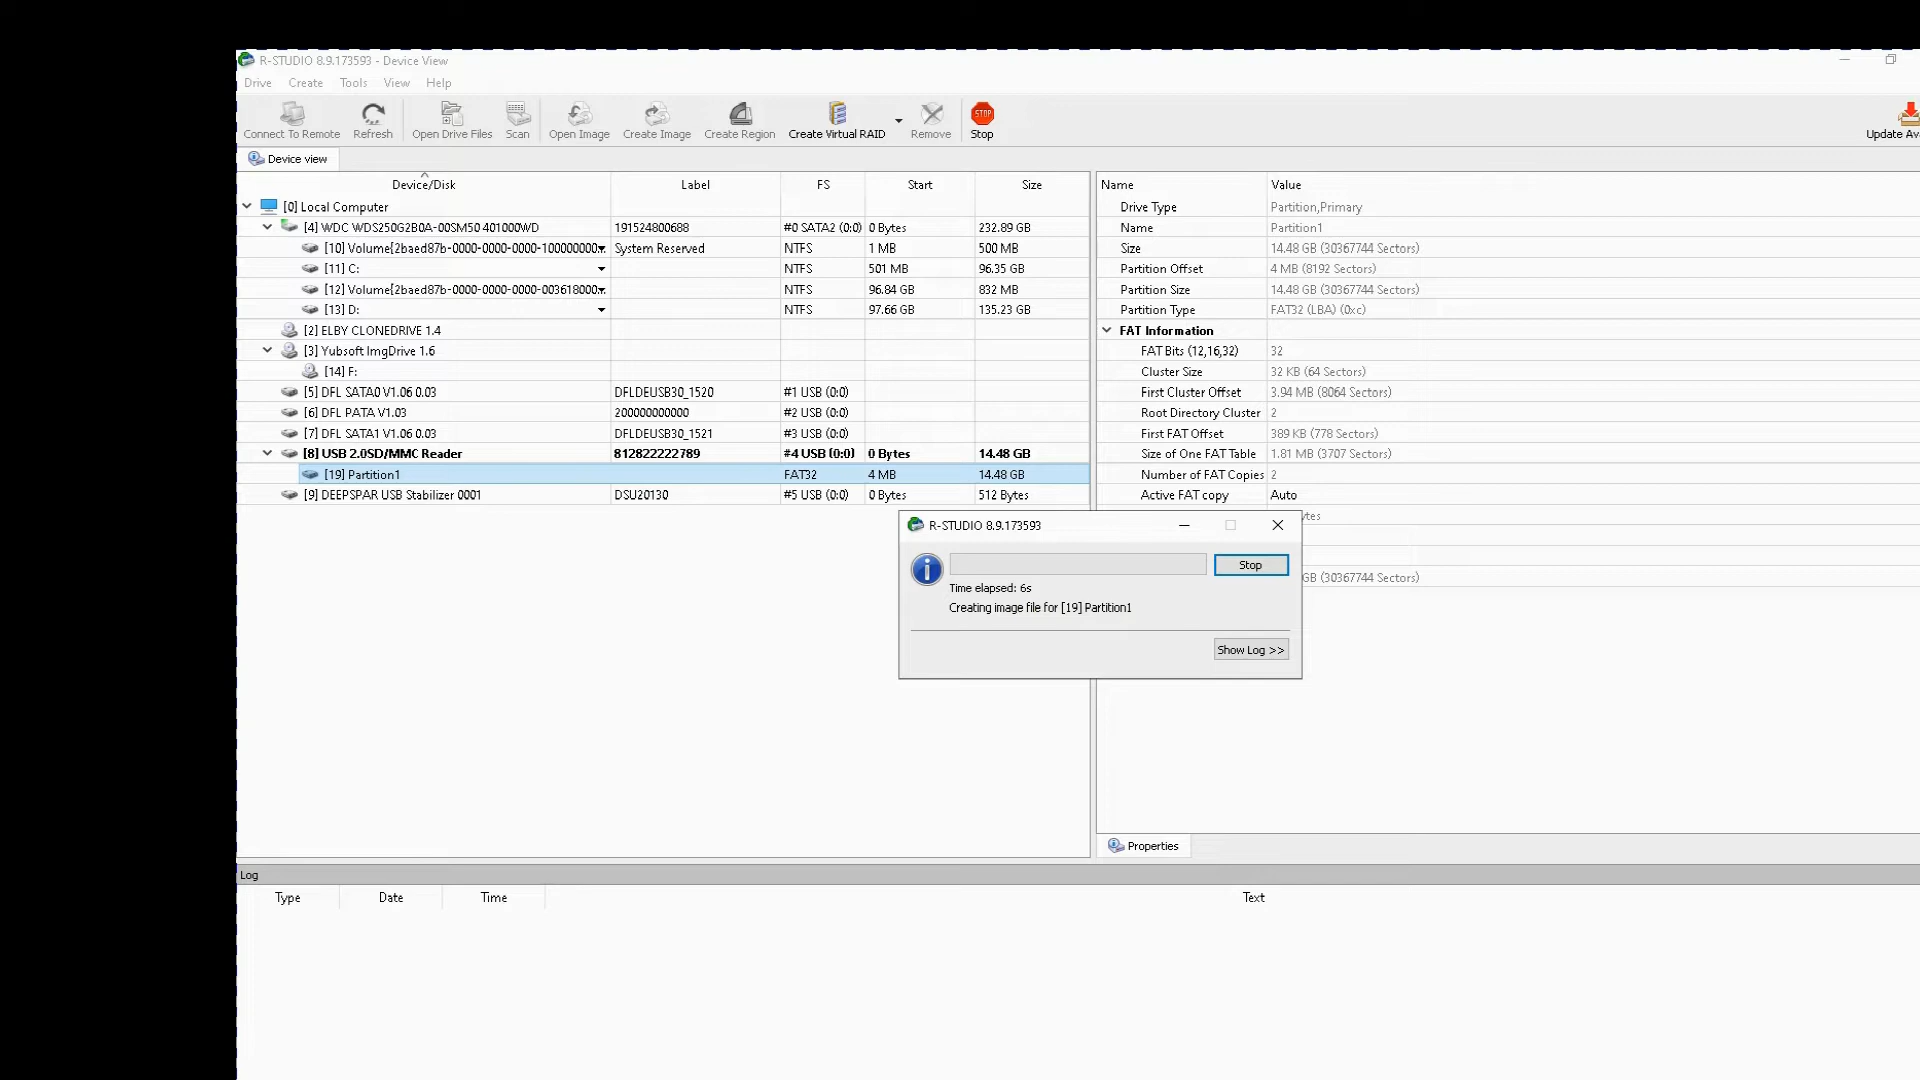 R-STUDIO 8.9.173593 - Device View
Drive Create Tools View Help
Connect To Remote Refresh Open Drive Files Scan Open Image Create Image Create Region Create Virtual RAID Remove STOP Stop Update Ava
Device view
Device/Disk Label FS Start Size
[0] Local Computer
[4] WDC WDS250G2B0A-00SM50 401000WD 191524800688 #0 SATA2 (0:0) 0 Bytes 232.89 GB
[10] Volume{2baed87b-0000-0000-0000-100000000 System Reserved NTFS 1 MB 500 MB
[11] C: NTFS 501 MB 96.35 GB
[12] Volume{2baed87b-0000-0000-0000-003618000 NTFS 96.84 GB 832 MB
[13] D: NTFS 97.66 GB 135.23 GB
[2] ELBY CLONEDRIVE 1.4
[3] Yubsoft ImgDrive 1.6
[14] F:
[5] DFL SATA0 V1.06 0.03 DFLDEUSB30_1520 #1 USB (0:0)
[6] DFL PATA V1.03 200000000000 #2 USB (0:0)
[7] DFL SATA1 V1.06 0.03 DFLDEUSB30_1521 #3 USB (0:0)
[8] USB 2.0SD/MMC Reader 812822222789 #4 USB (0:0) 0 Bytes 14.48 GB
[19] Partition1 FAT32 4 MB 14.48 GB
[9] DEEPSPAR USB Stabilizer 0001 DSU20130 #5 USB (0:0) 0 Bytes 512 Bytes
Name Value
Drive Type Partition,Primary
Name Partition1
Size 14.48 GB (30367744 Sectors)
Partition Offset 4 MB (8192 Sectors)
Partition Size 14.48 GB (30367744 Sectors)
Partition Type FAT32 (LBA) (0xc)
FAT Information
FAT Bits (12,16,32) 32
Cluster Size 32 KB (64 Sectors)
First Cluster Offset 3.94 MB (8064 Sectors)
Root Directory Cluster 2
First FAT Offset 389 KB (778 Sectors)
Size of One FAT Table 1.81 MB (3707 Sectors)
Number of FAT Copies 2
Active FAT copy Auto
ytes
GB (30367744 Sectors)
R-STUDIO 8.9.173593
Stop
Time elapsed: 6s
Creating image file for [19] Partition1
Show Log >>
Properties
Log
Type Date Time Text